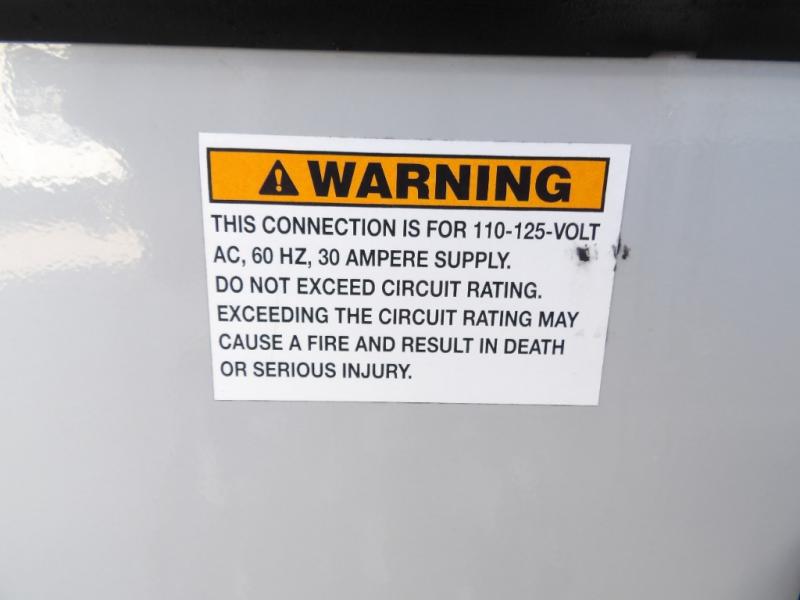 WARNING
THIS CONNECTION IS FOR 110-125-VOLT
AC, 60 HZ, 30 AMPERE SUPPLY.
DO NOT EXCEED CIRCUIT RATING.
EXCEEDING THE CIRCUIT RATING MAY
CAUSE A FIRE AND RESULT IN DEATH
OR SERIOUS INJURY.